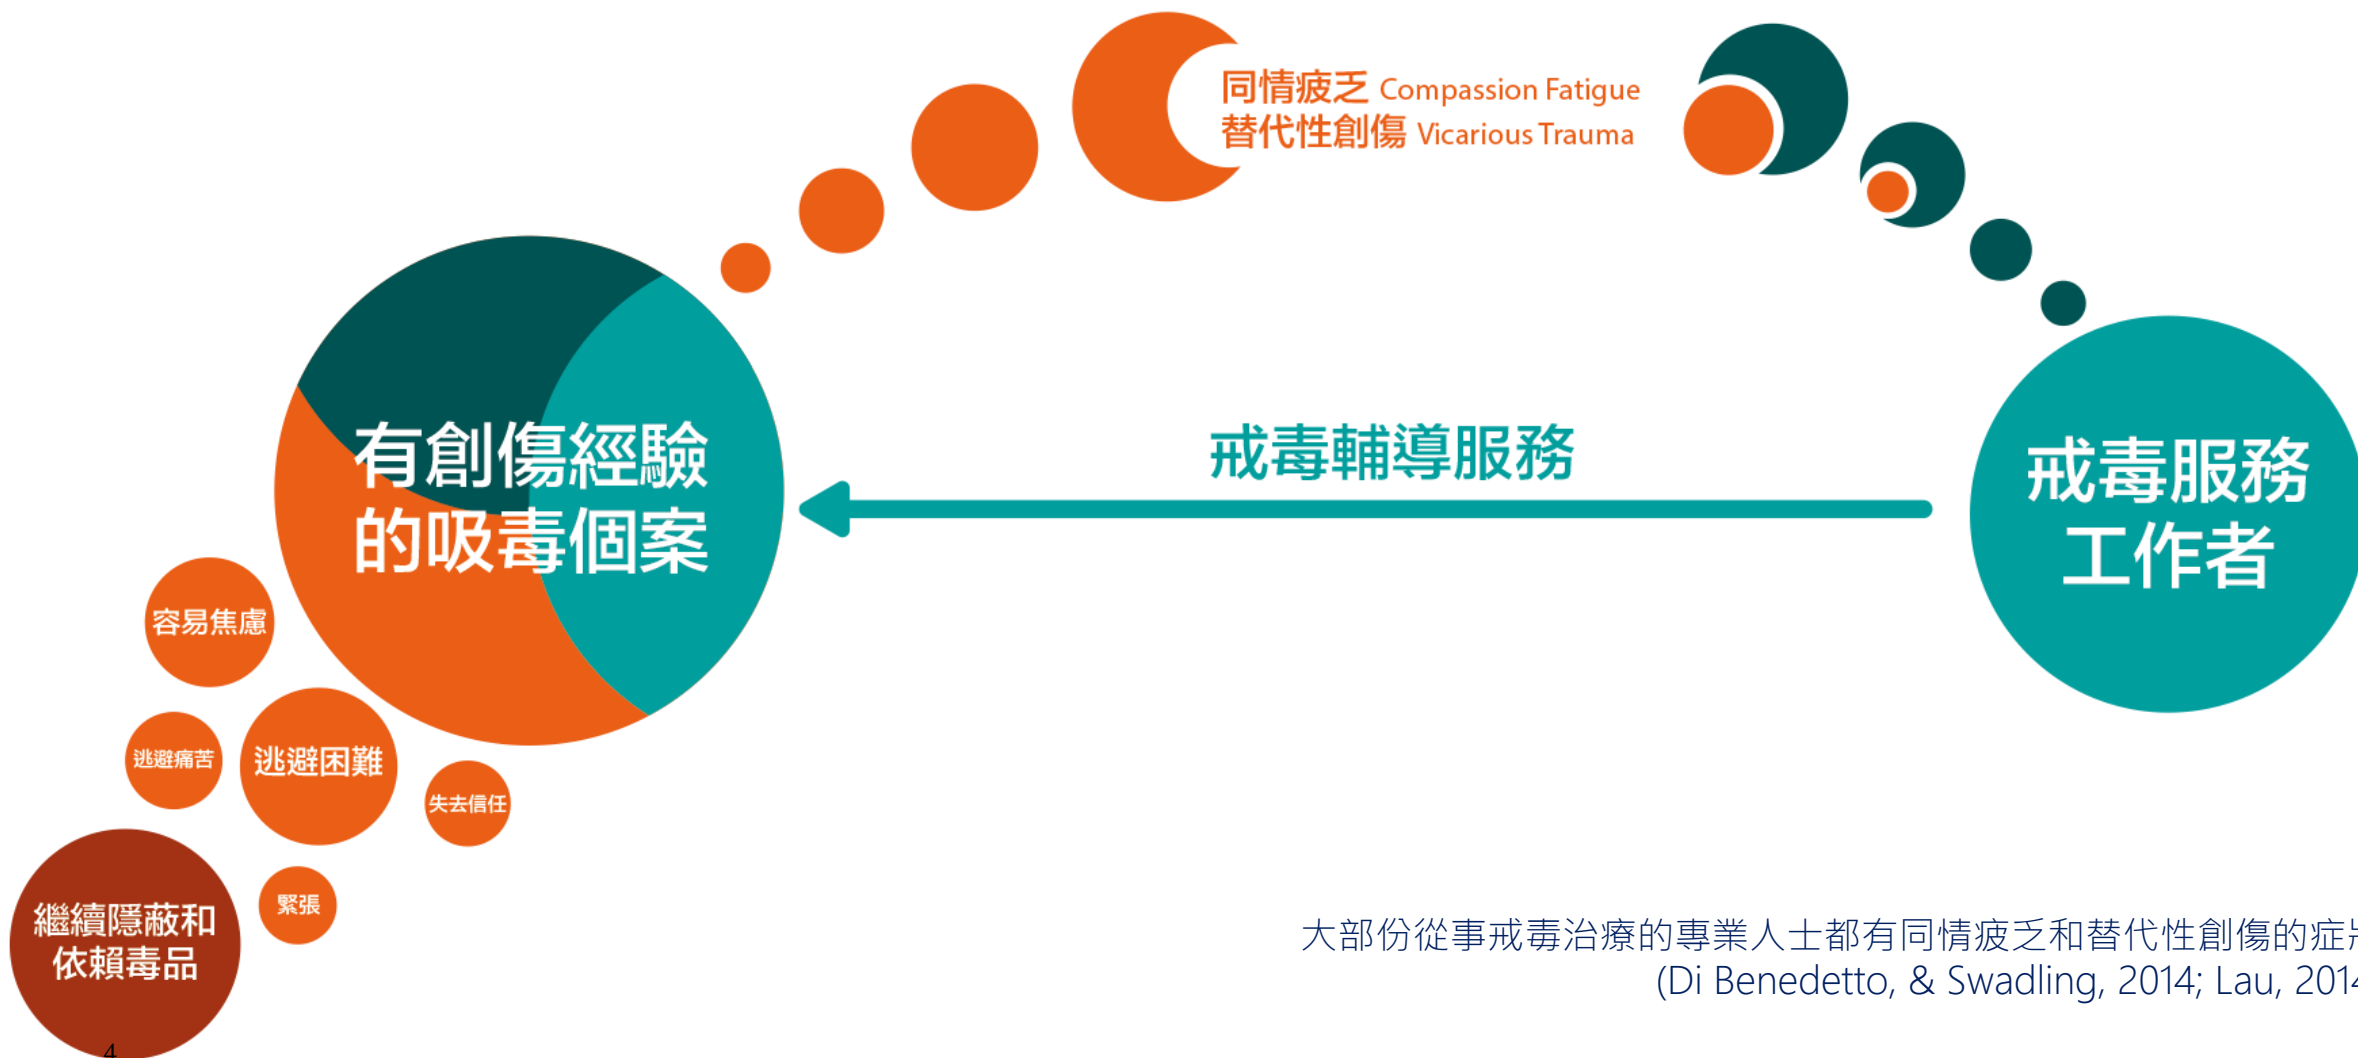 同情疲乏 Compassion Fatigue
替代性創傷 Vicarious Trauma
有創傷經驗
的吸毒個案
戒毒輔導服務
戒毒服務
工作者
容易焦慮
逃避痛苦
逃避困難
失去信任
緊張
繼續隱蔽和
依賴毒品
大部份從事戒毒治療的專業人士都有同情疲乏和替代性創傷的症
(Di Benedetto, & Swadling, 2014; Lau, 2014
4